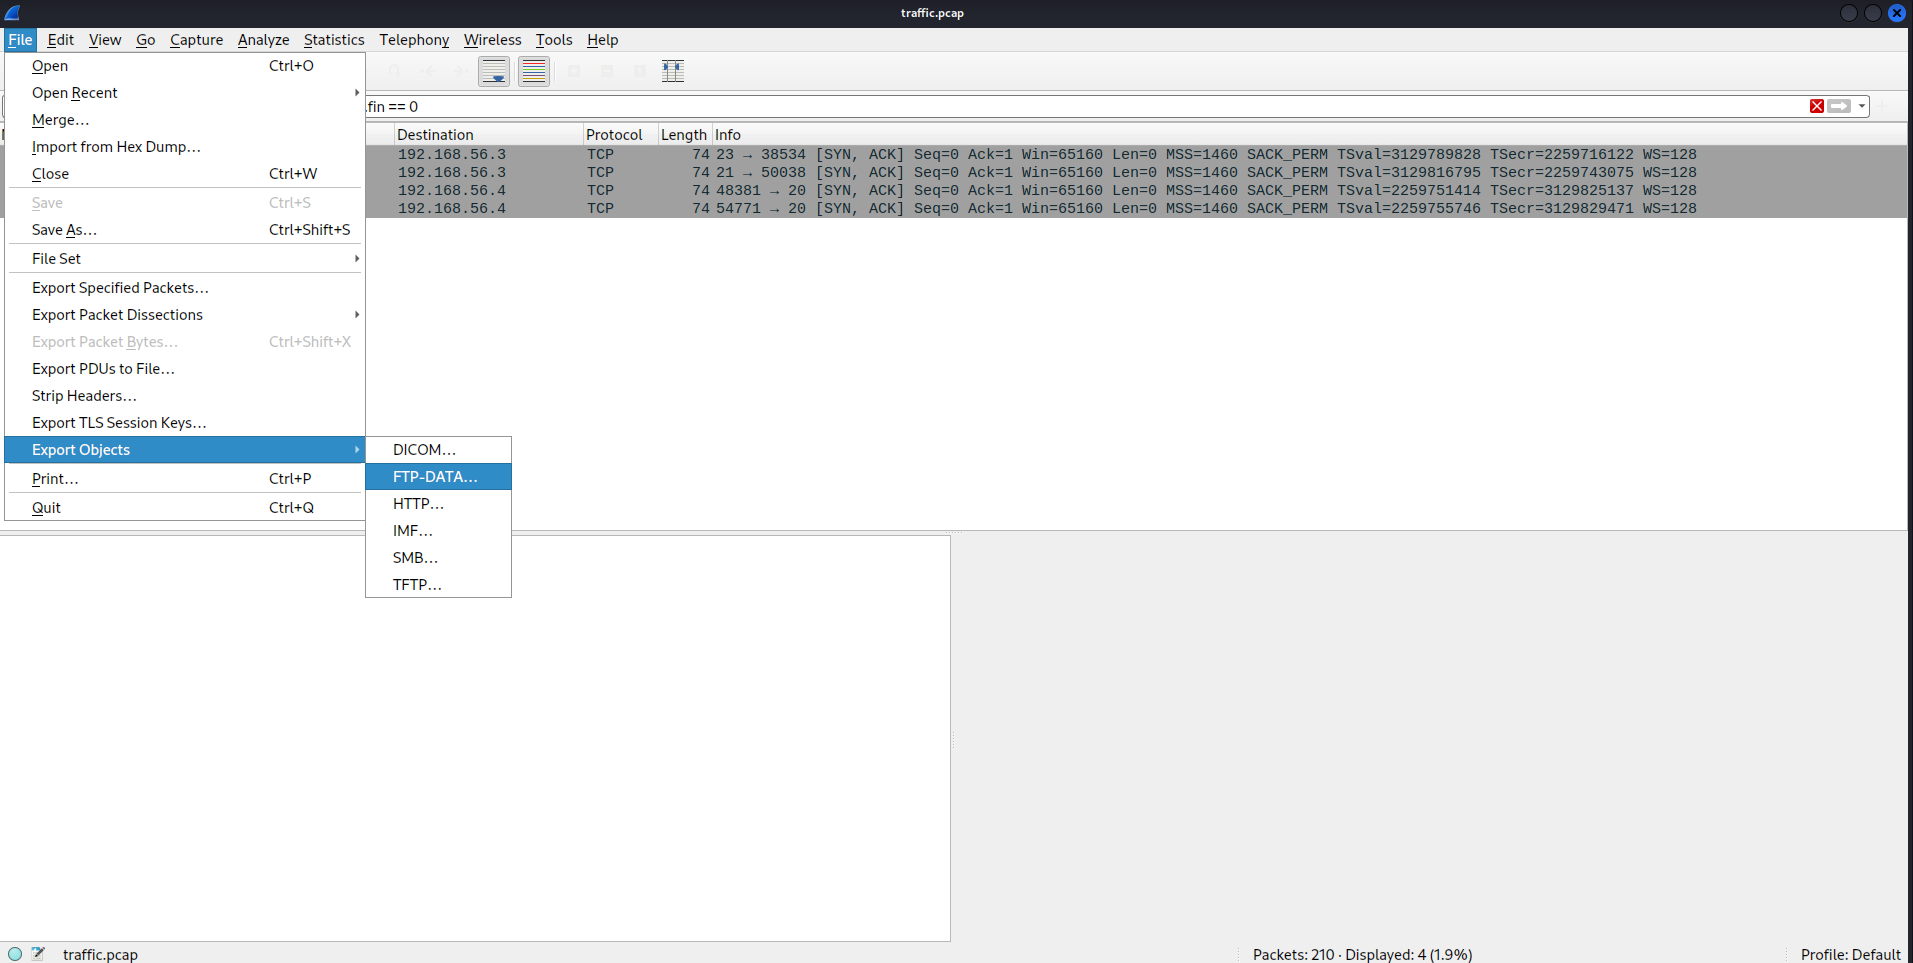 traffic.pcap
File Edit View Go Capture Analyze Statistics Telephony Wireless Tools Help
Open Ctrl+O
Open Recent
Merge…
Import from Hex Dump…
Close Ctrl+W
Save Ctrl+S
Save As… Ctrl+Shift+S
File Set
Export Specified Packets…
Export Packet Dissections
Export Packet Bytes… Ctrl+Shift+X
Export PDUs to File…
Strip Headers…
Export TLS Session Keys…
Export Objects
Print… Ctrl+P
Quit Ctrl+Q
DICOM…
FTP-DATA…
HTTP…
IMF…
SMB…
TFTP…
.fin == 0
Destination Protocol Length Info
192.168.56.3 TCP 74 23 → 38534 [SYN, ACK] Seq=0 Ack=1 Win=65160 Len=0 MSS=1460 SACK_PERM TSval=3129789828 TSecr=2259716122 WS=128
192.168.56.3 TCP 74 21 → 50038 [SYN, ACK] Seq=0 Ack=1 Win=65160 Len=0 MSS=1460 SACK_PERM TSval=3129816795 TSecr=2259743075 WS=128
192.168.56.4 TCP 74 48381 → 20 [SYN, ACK] Seq=0 Ack=1 Win=65160 Len=0 MSS=1460 SACK_PERM TSval=2259751414 TSecr=3129825137 WS=128
192.168.56.4 TCP 74 54771 → 20 [SYN, ACK] Seq=0 Ack=1 Win=65160 Len=0 MSS=1460 SACK_PERM TSval=2259755746 TSecr=3129829471 WS=128
traffic.pcap
Packets: 210 · Displayed: 4 (1.9%)
Profile: Default